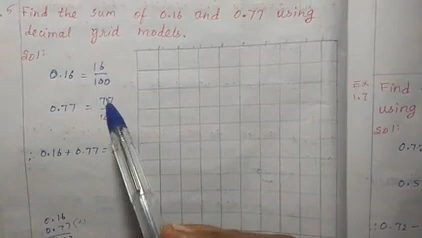 5 Find the sum of 0.16 and 0.77 using
decimal grid models.
Sol:
0.16 = 16/100
0.77 = 77
∴ 0.16 + 0.77 =
0.16
0.77 (+)
Ex
1.7
Find
using
Sol:
0.72
0.5
∴ 0.72 -